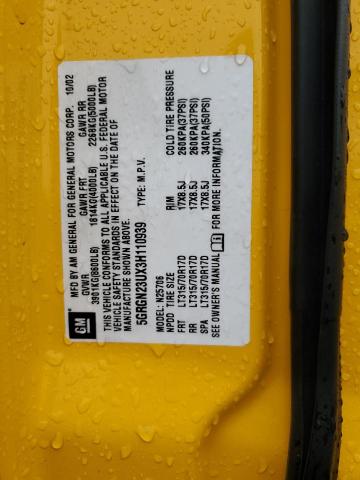 GM
MFD BY AM GENERAL FOR GENERAL MOTORS CORP. 10/02
GVWR GAWR FRT GAWR RR
3901KG(8600LB) 1814KG(4000LB) 2268KG(5000LB)
THIS VEHICLE CONFORMS TO ALL APPLICABLE U.S. FEDERAL MOTOR
VEHICLE SAFETY STANDARDS IN EFFECT ON THE DATE OF
MANUFACTURE SHOWN ABOVE.
5GRGN23UX3H110939 TYPE: M.P.V.
MODEL: N25706
NPDD TIRE SIZE RIM COLD TIRE PRESSURE
FRT LT315/70R17D 17X8.5J 260KPA(37PSI)
RR LT315/70R17D 17X8.5J 260KPA(37PSI)
SPA LT315/70R17D 17X8.5J 340KPA(50PSI)
SEE OWNER'S MANUAL